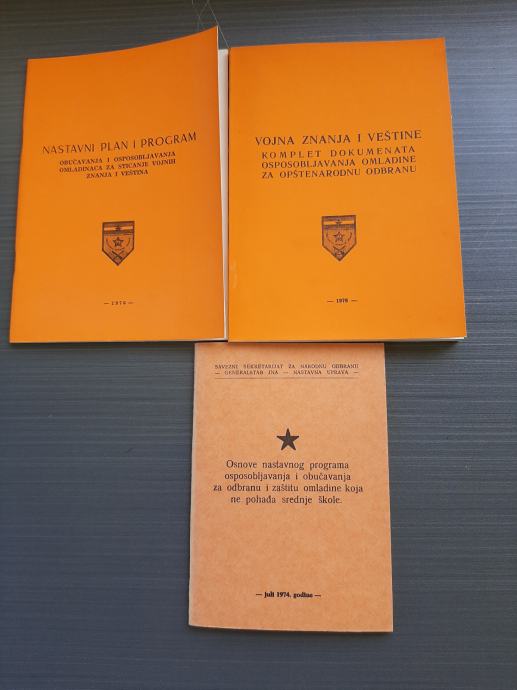 NASTAVNI PLAN I PROGRAM
OBUČAVANJA I OSPOSOBLJAVANJA
OMLADINACA ZA STICANJE VOJNIH
ZNANJA I VEŠTINA
— 1976 —
VOJNA ZNANJA I VEŠTINE
KOMPLET DOKUMENATA
OSPOSOBLJAVANJA OMLADINE
ZA OPŠTENARODNU ODBRANU
— 1976 —
SAVEZNI SEKRETARIJAT ZA NARODNU ODBRANU
— GENERALŠTAB JNA — NASTAVNA UPRAVA —
Osnove nastavnog programa
osposobljavanja i obučavanja
za odbranu i zaštitu omladine koja
ne pohađa srednje škole.
— juli 1974. godine —